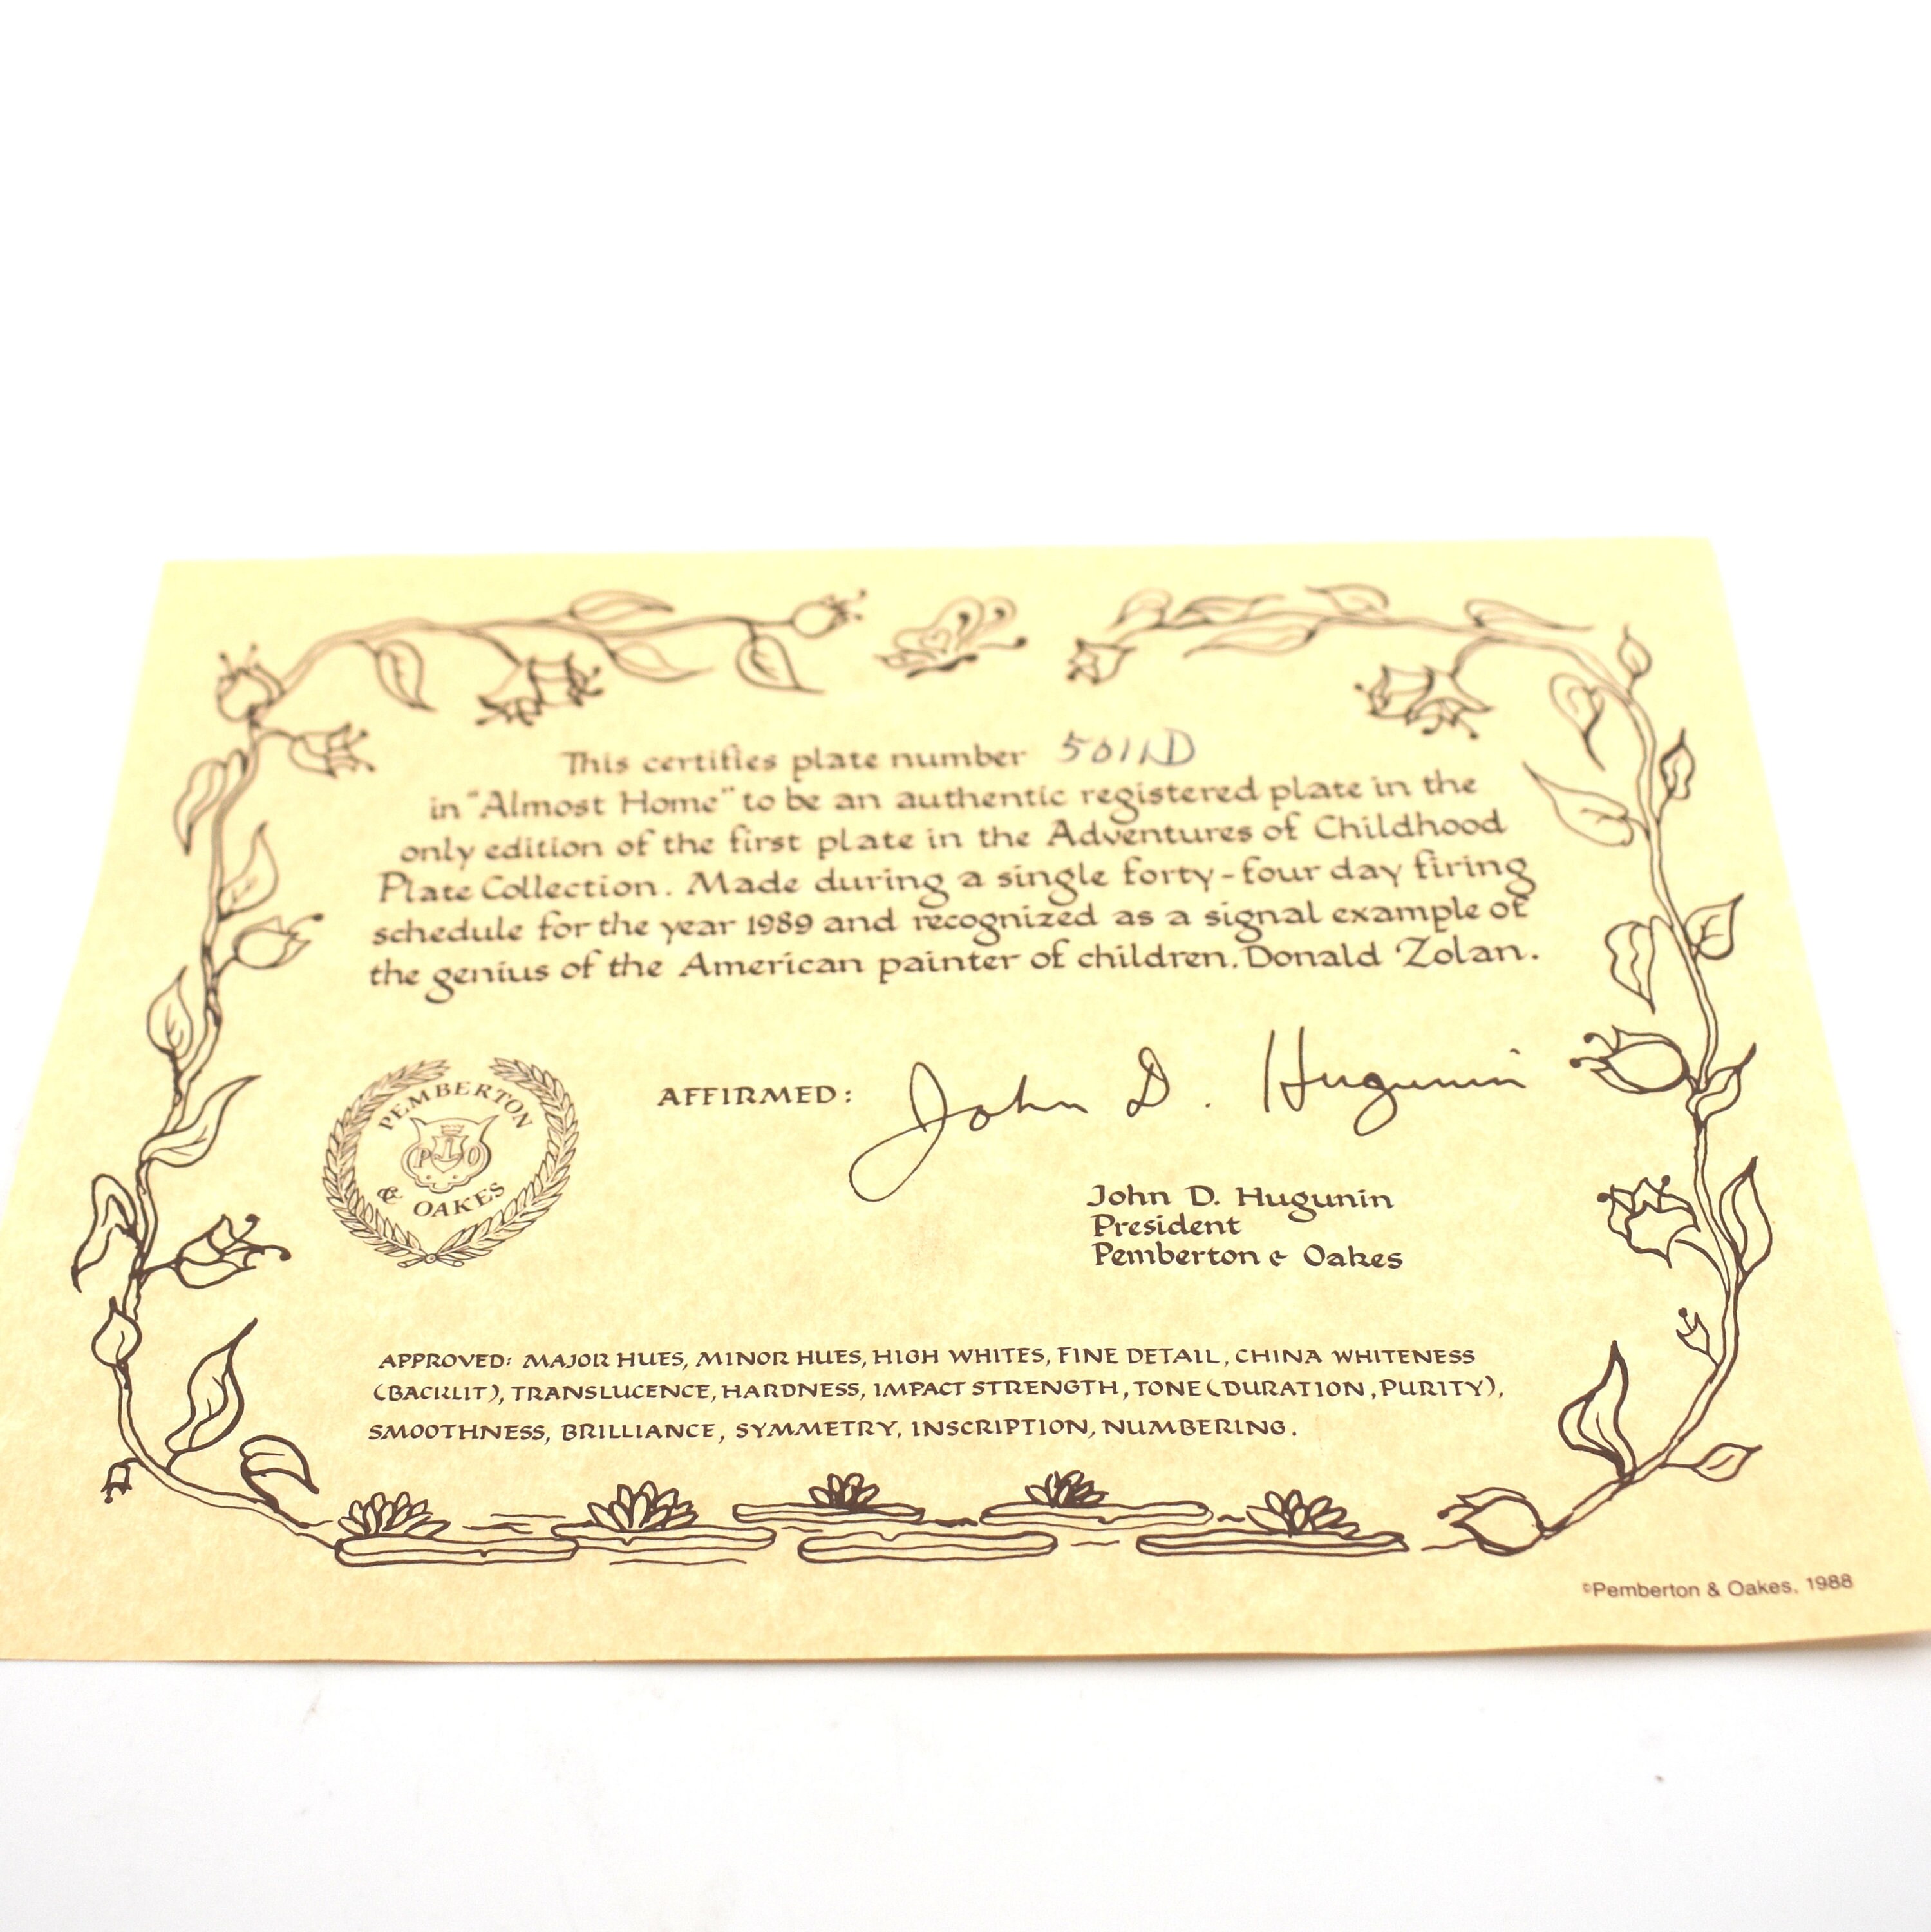 This certifies plate number 5011D
in "Almost Home" to be an authentic registered plate in the
only edition of the first plate in the Adventures of Childhood
Plate Collection. Made during a single forty-four day firing
schedule for the year 1989 and recognized as a signal example of
the genius of the American painter of children, Donald Zolan.
PEMBERTON
P&O
& OAKES
AFFIRMED: John D. Hugunin
John D. Hugunin
President
Pemberton & Oakes
APPROVED: MAJOR HUES, MINOR HUES, HIGH WHITES, FINE DETAIL, CHINA WHITENESS
(BACKLIT), TRANSLUCENCE, HARDNESS, IMPACT STRENGTH, TONE (DURATION, PURITY),
SMOOTHNESS, BRILLIANCE, SYMMETRY, INSCRIPTION, NUMBERING.
©Pemberton & Oakes, 1988